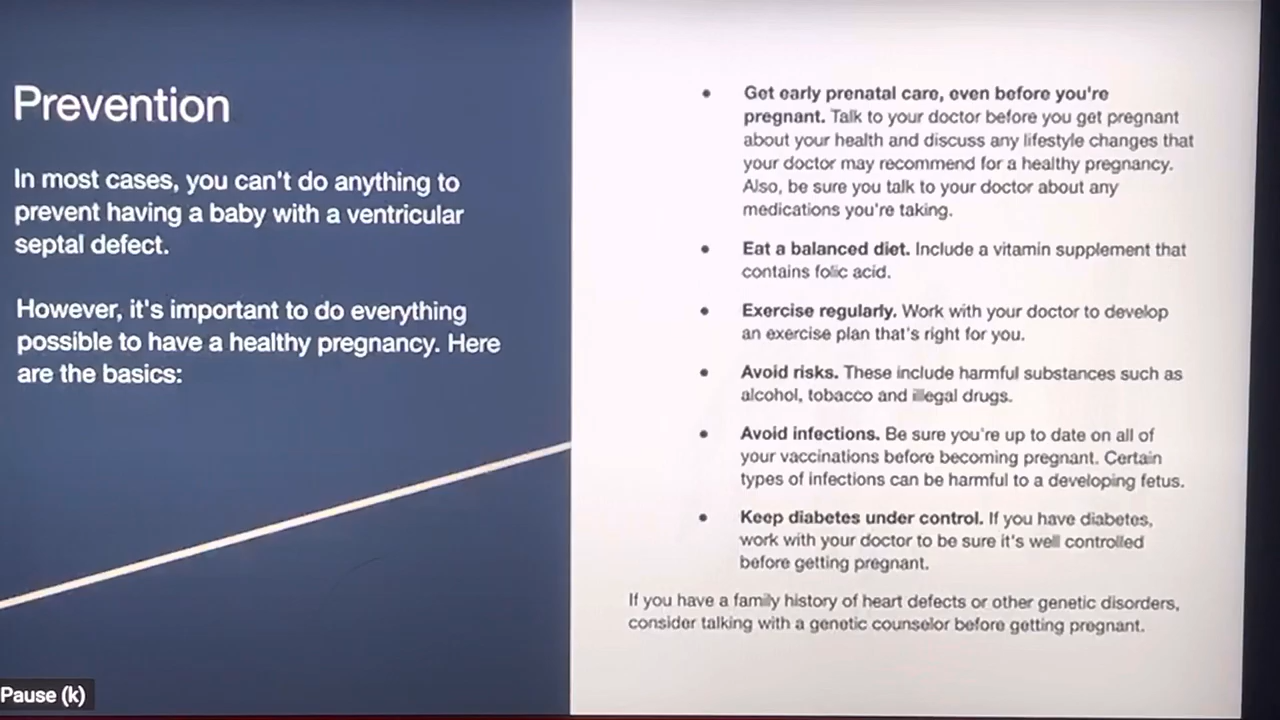 Prevention
In most cases, you can't do anything to
prevent having a baby with a ventricular
septal defect.
However, it's important to do everything
possible to have a healthy pregnancy. Here
are the basics:
Pause (k)
• Get early prenatal care, even before you're
pregnant. Talk to your doctor before you get pregnant
about your health and discuss any lifestyle changes that
your doctor may recommend for a healthy pregnancy.
Also, be sure you talk to your doctor about any
medications you're taking.
• Eat a balanced diet. Include a vitamin supplement that
contains folic acid.
• Exercise regularly. Work with your doctor to develop
an exercise plan that's right for you.
• Avoid risks. These include harmful substances such as
alcohol, tobacco and illegal drugs.
• Avoid infections. Be sure you're up to date on all of
your vaccinations before becoming pregnant. Certain
types of infections can be harmful to a developing fetus.
• Keep diabetes under control. If you have diabetes,
work with your doctor to be sure it's well controlled
before getting pregnant.
If you have a family history of heart defects or other genetic disorders,
consider talking with a genetic counselor before getting pregnant.